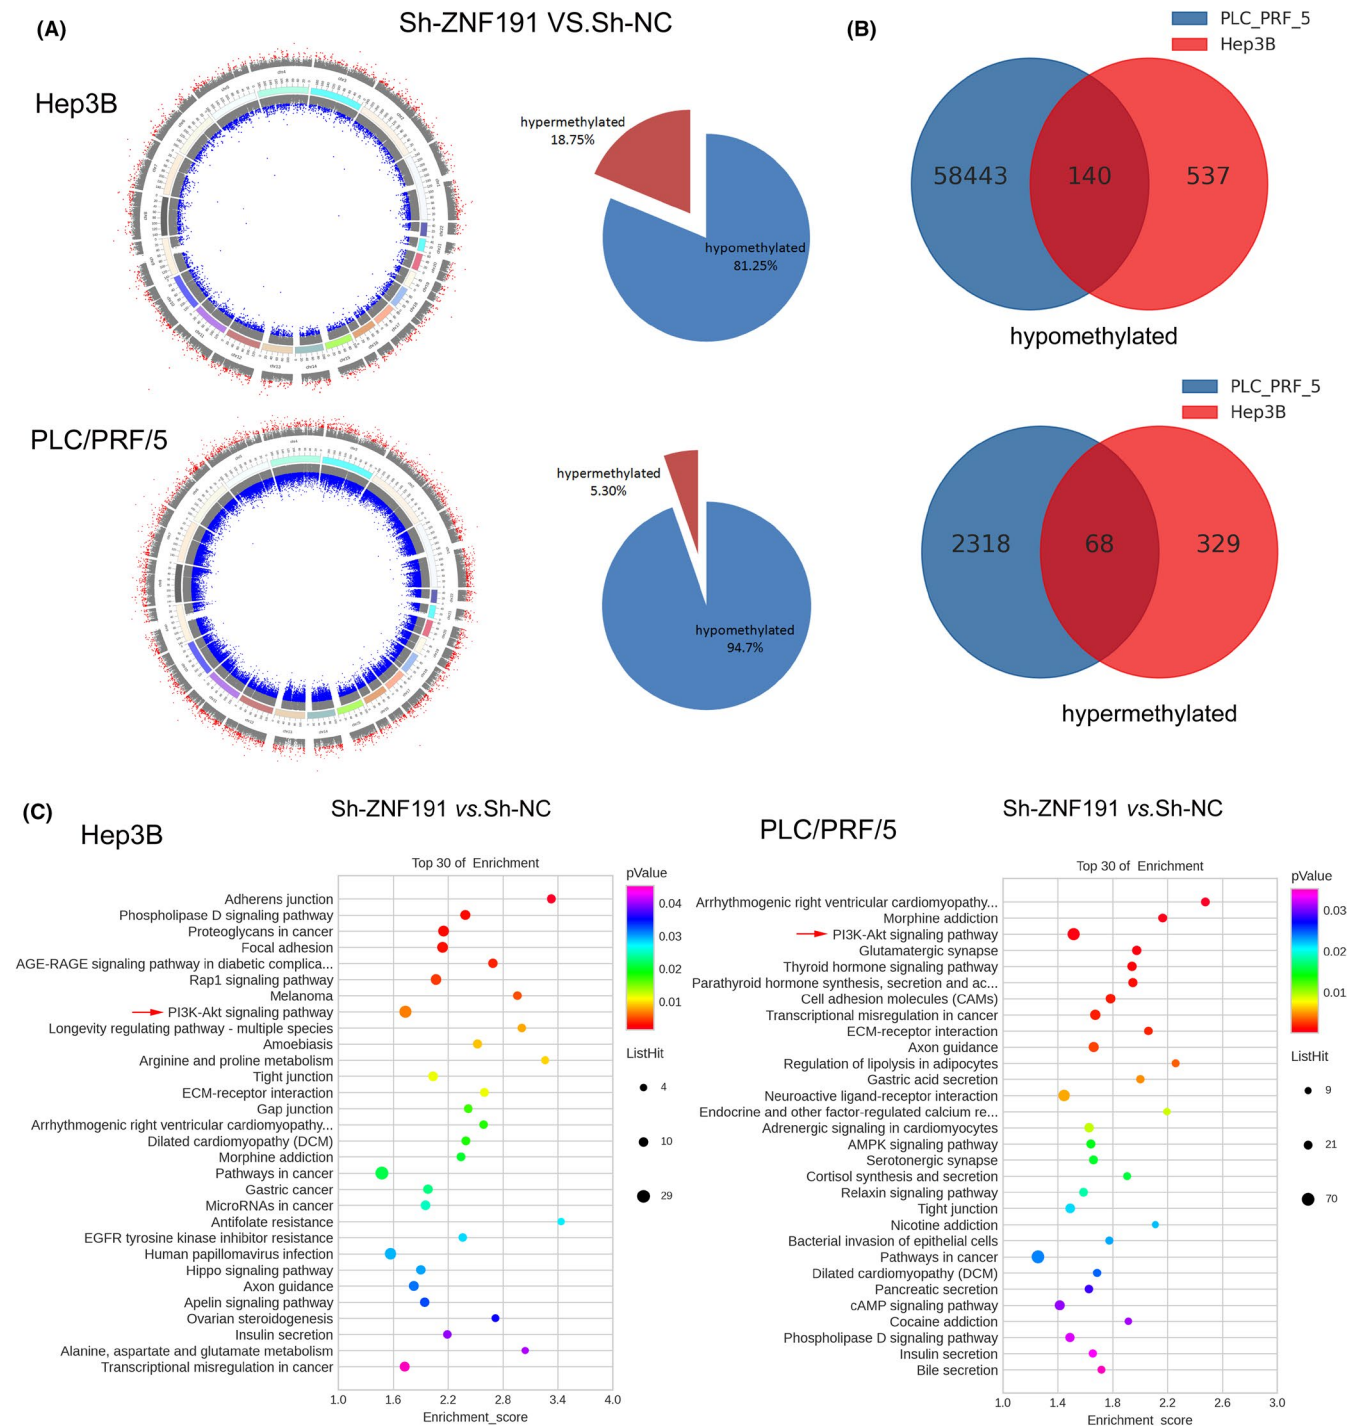 (A)
Sh-ZNF191 VS.Sh-NC
(B)
Hep3B
hypermethylated
18.75%
hypomethylated
81.25%
PLC_PRF_5
Hep3B
58443
140
537
hypomethylated
PLC/PRF/5
hypermethylated
5.30%
hypomethylated
94.7%
PLC_PRF_5
Hep3B
2318
68
329
hypermethylated
(C)
Hep3B
Sh-ZNF191 vs.Sh-NC
Top 30 of Enrichment
Adherens junction
Phospholipase D signaling pathway
Proteoglycans in cancer
Focal adhesion
AGE-RAGE signaling pathway in diabetic complica...
Rap1 signaling pathway
Melanoma
PI3K-Akt signaling pathway
Longevity regulating pathway - multiple species
Amoebiasis
Arginine and proline metabolism
Tight junction
ECM-receptor interaction
Gap junction
Arrhythmogenic right ventricular cardiomyopathy...
Dilated cardiomyopathy (DCM)
Morphine addiction
Pathways in cancer
Gastric cancer
MicroRNAs in cancer
Antifolate resistance
EGFR tyrosine kinase inhibitor resistance
Human papillomavirus infection
Hippo signaling pathway
Axon guidance
Apelin signaling pathway
Ovarian steroidogenesis
Insulin secretion
Alanine, aspartate and glutamate metabolism
Transcriptional misregulation in cancer
1.0 1.6 2.2 2.8 3.4 4.0
Enrichment_score
pValue
0.04
0.03
0.02
0.01
ListHit
4
10
29
PLC/PRF/5
Sh-ZNF191 vs.Sh-NC
Top 30 of Enrichment
Arrhythmogenic right ventricular cardiomyopathy...
Morphine addiction
PI3K-Akt signaling pathway
Glutamatergic synapse
Thyroid hormone signaling pathway
Parathyroid hormone synthesis, secretion and ac...
Cell adhesion molecules (CAMs)
Transcriptional misregulation in cancer
ECM-receptor interaction
Axon guidance
Regulation of lipolysis in adipocytes
Gastric acid secretion
Neuroactive ligand-receptor interaction
Endocrine and other factor-regulated calcium re...
Adrenergic signaling in cardiomyocytes
AMPK signaling pathway
Serotonergic synapse
Cortisol synthesis and secretion
Relaxin signaling pathway
Tight junction
Nicotine addiction
Bacterial invasion of epithelial cells
Pathways in cancer
Dilated cardiomyopathy (DCM)
Pancreatic secretion
cAMP signaling pathway
Cocaine addiction
Phospholipase D signaling pathway
Insulin secretion
Bile secretion
1.0 1.4 1.8 2.2 2.6 3.0
Enrichment_score
pValue
0.03
0.02
0.01
ListHit
9
21
70